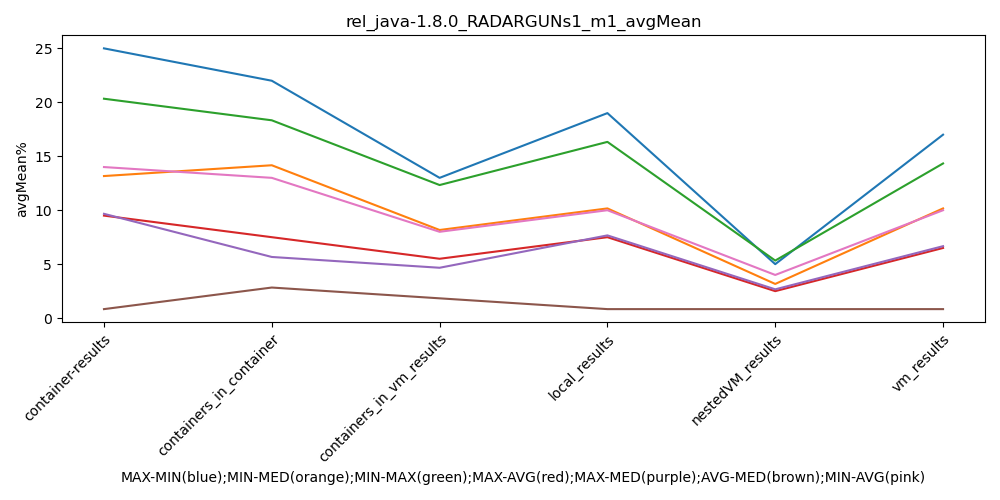 rel_java-1.8.0_RADARGUNs1_m1_avgMean
avgMean%
25
20
15
10
5
0
container-results
containers_in_container
containers_in_vm_results
local_results
nestedVM_results
vm_results
MAX-MIN(blue);MIN-MED(orange);MIN-MAX(green);MAX-AVG(red);MAX-MED(purple);AVG-MED(brown);MIN-AVG(pink)